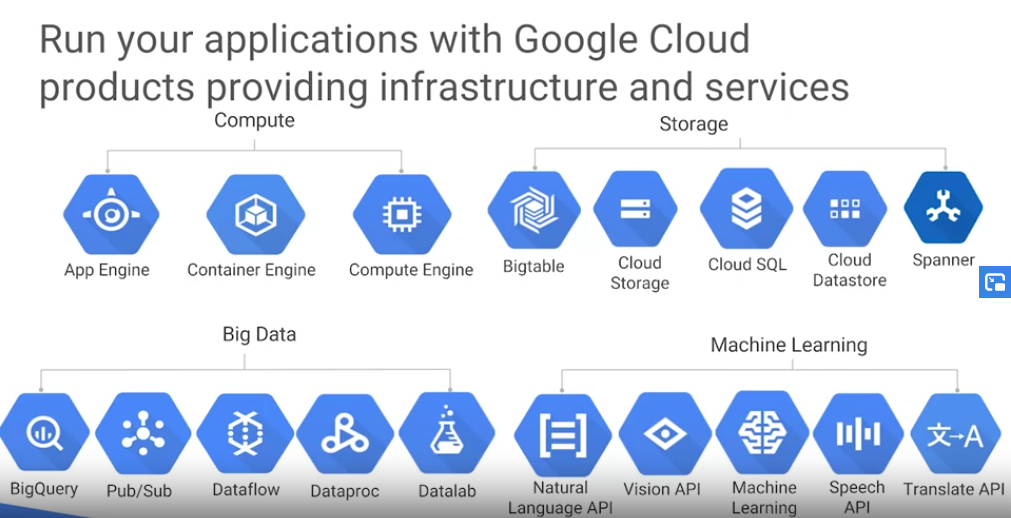 Run your applications with Google Cloud
products providing infrastructure and services
Compute
App Engine
Container Engine
Compute Engine
Storage
Bigtable
Cloud
Storage
Cloud SQL
Cloud
Datastore
Spanner
Big Data
BigQuery
Pub/Sub
Dataflow
Dataproc
Datalab
Machine Learning
Natural
Language API
Vision API
Machine
Learning
Speech
API
文→A
Translate API